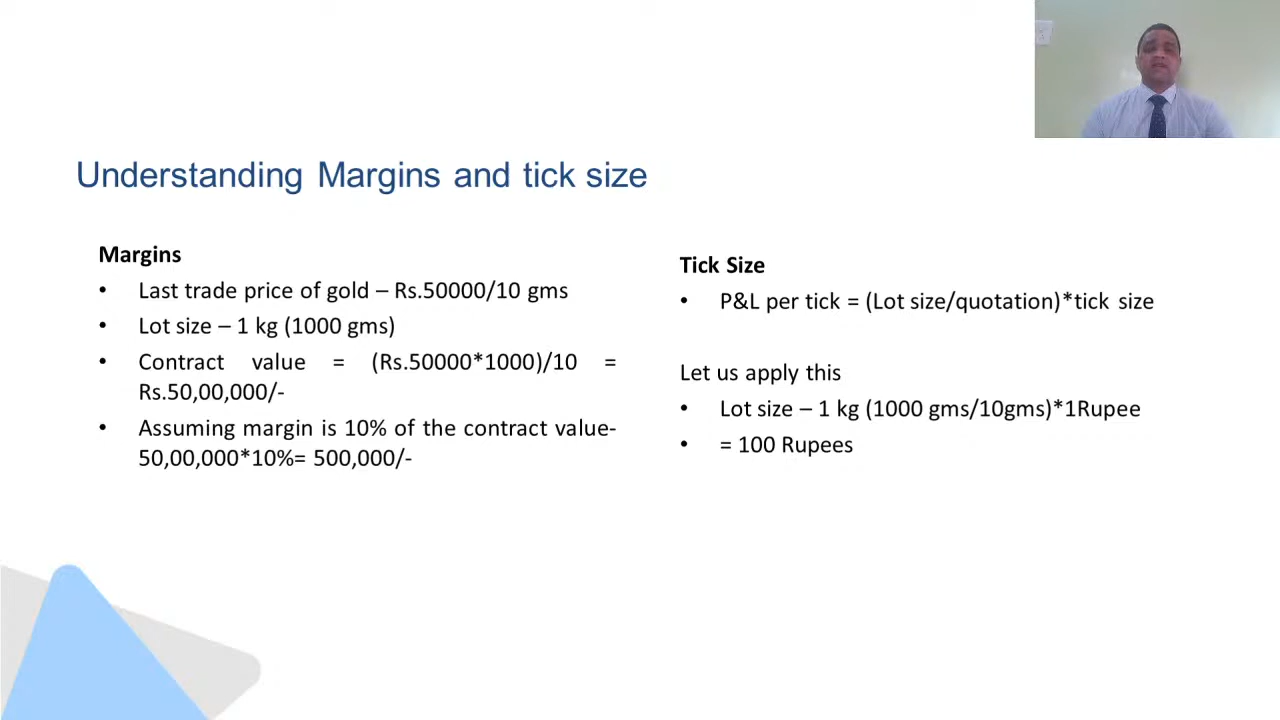 Understanding Margins and tick size
Margins
• Last trade price of gold – Rs.50000/10 gms
• Lot size – 1 kg (1000 gms)
• Contract value = (Rs.50000*1000)/10 =
Rs.50,00,000/-
• Assuming margin is 10% of the contract value-
50,00,000*10%= 500,000/-
Tick Size
• P&L per tick = (Lot size/quotation)*tick size
Let us apply this
• Lot size – 1 kg (1000 gms/10gms)*1Rupee
• = 100 Rupees